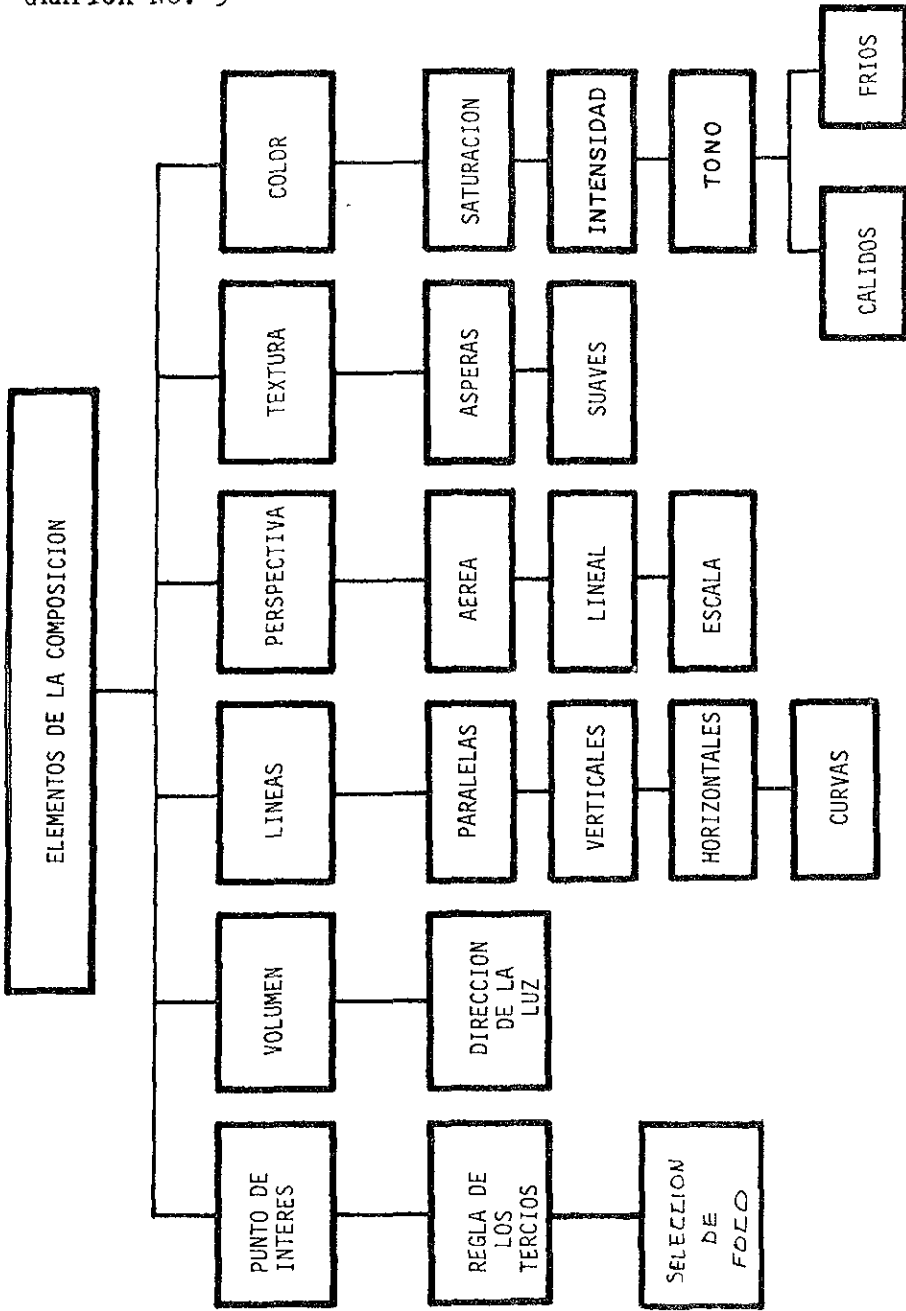 ELEMENTOS DE LA COMPOSICION
PUNTO DE
INTERES
VOLUMEN
LINEAS
PERSPECTIVA
TEXTURA
COLOR
REGLA DE
LOS
TERCIOS
DIRECCION
DE LA
LUZ
PARALELAS
AEREA
ASPERAS
SATURACION
SELECCION
DE
FOCO
VERTICALES
LINEAL
SUAVES
INTENSIDAD
HORIZONTALES
ESCALA
TONO
CURVAS
CALIDOS
FRIOS